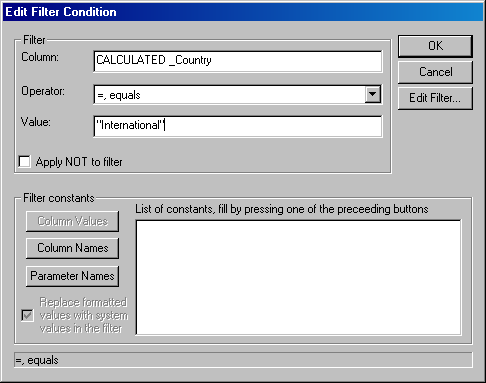 Edit Filter Condition
Filter
Column: CALCULATED _Country
Operator: =, equals
Value: "International"
Apply NOT to filter
OK
Cancel
Edit Filter...
Filter constants
Column Values
Column Names
Parameter Names
Replace formatted
values with system
values in the filter
List of constants, fill by pressing one of the preceeding buttons
=, equals